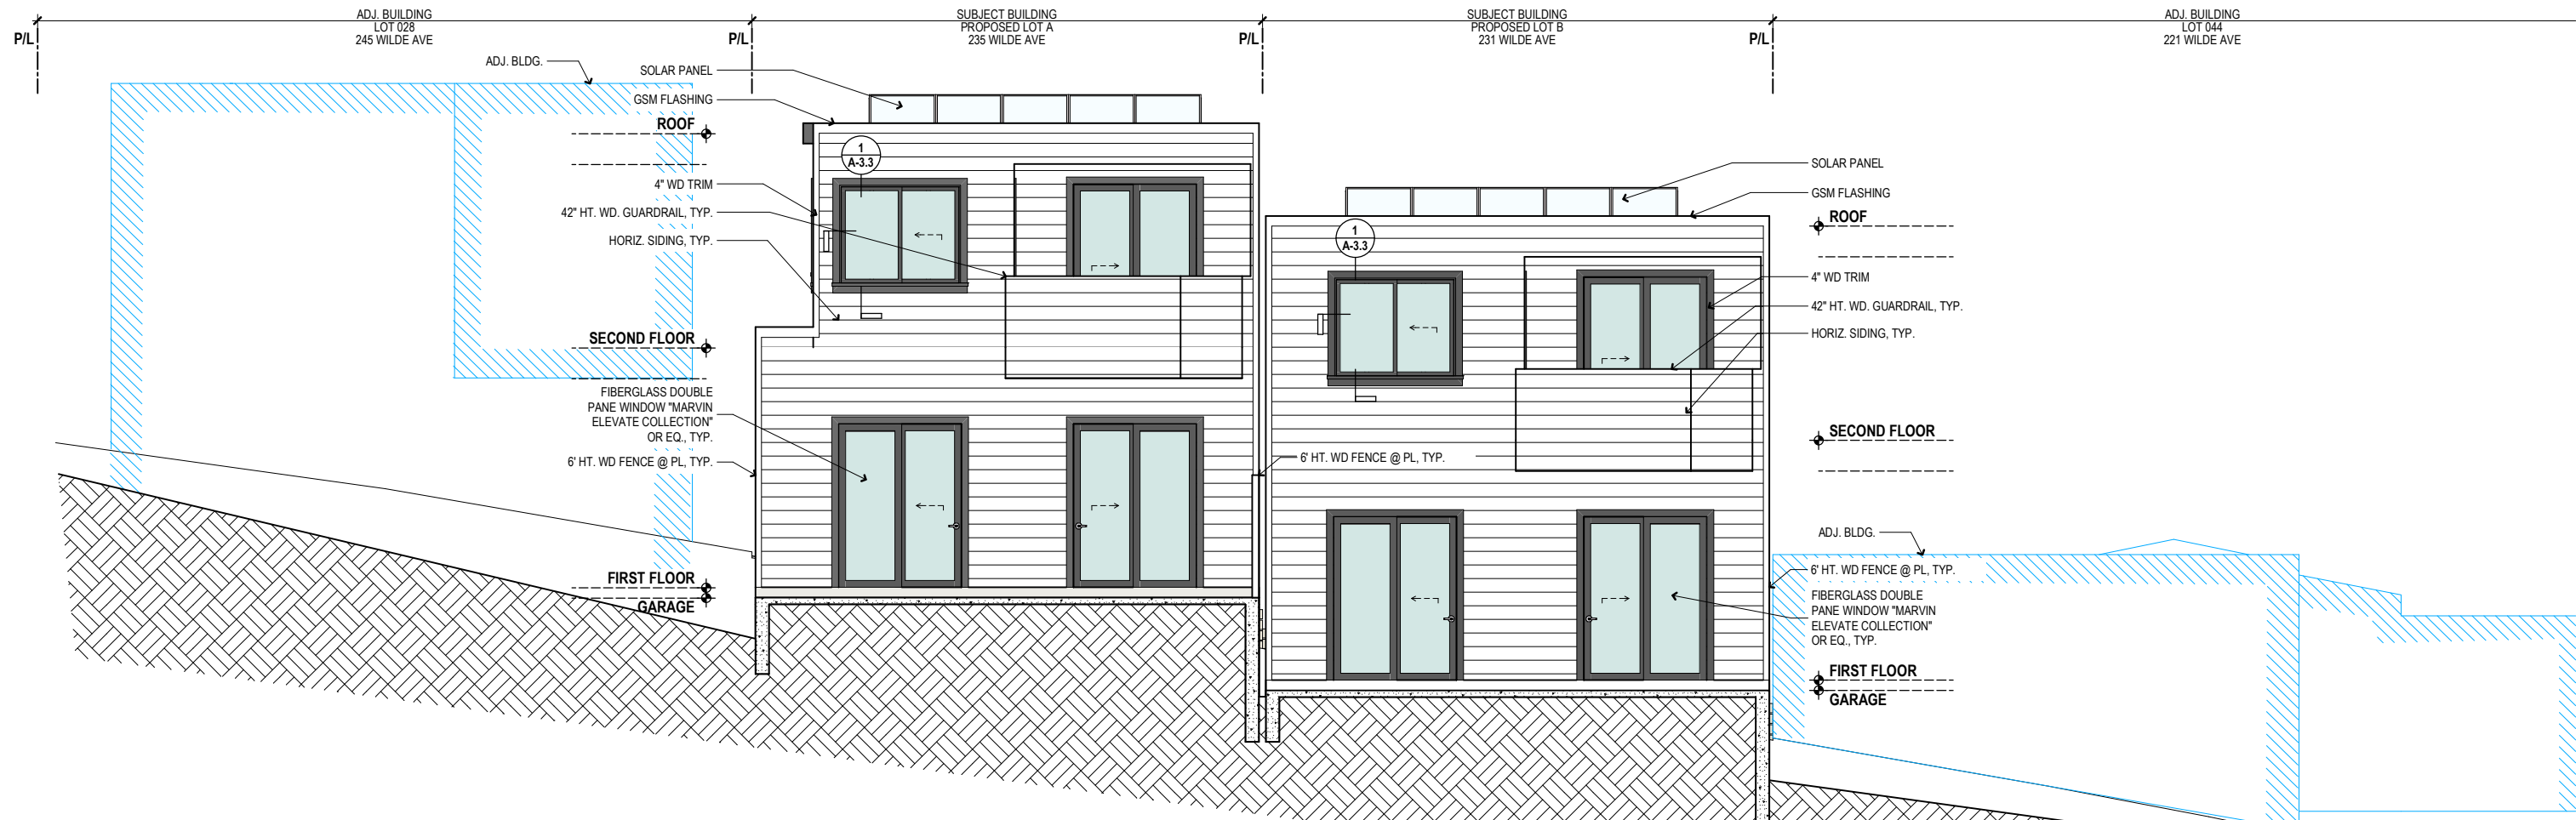 ADJ. BUILDING
LOT 028
245 WILDE AVE
SUBJECT BUILDING
PROPOSED LOT A
235 WILDE AVE
SUBJECT BUILDING
PROPOSED LOT B
231 WILDE AVE
ADJ. BUILDING
LOT 044
221 WILDE AVE
P/L
P/L
P/L
P/L
ADJ. BLDG.
SOLAR PANEL
GSM FLASHING
ROOF
1
A-3.3
4" WD TRIM
42" HT. WD. GUARDRAIL, TYP.
HORIZ. SIDING, TYP.
SECOND FLOOR
FIBERGLASS DOUBLE
PANE WINDOW "MARVIN
ELEVATE COLLECTION"
OR EQ., TYP.
6' HT. WD FENCE @ PL, TYP.
FIRST FLOOR
GARAGE
6' HT. WD FENCE @ PL, TYP.
1
A-3.3
SOLAR PANEL
GSM FLASHING
ROOF
4" WD TRIM
42" HT. WD. GUARDRAIL, TYP.
HORIZ. SIDING, TYP.
SECOND FLOOR
ADJ. BLDG.
6' HT. WD FENCE @ PL, TYP.
FIBERGLASS DOUBLE
PANE WINDOW "MARVIN
ELEVATE COLLECTION"
OR EQ., TYP.
FIRST FLOOR
GARAGE